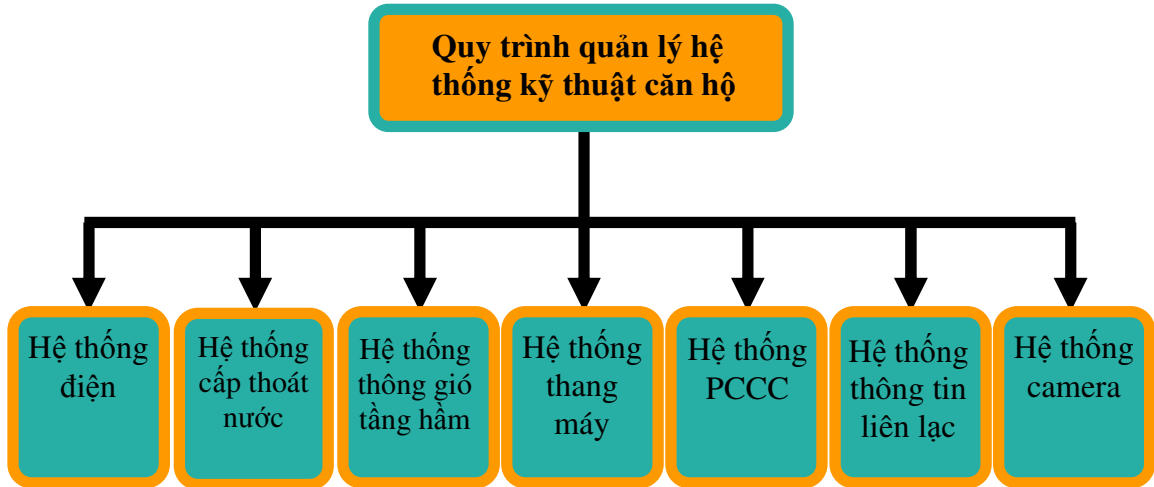 Quy trình quản lý hệ
thống kỹ thuật căn hộ
Hệ thống
điện
Hệ thống
cấp thoát
nước
Hệ thống
thông gió
tầng hầm
Hệ thống
thang
máy
Hệ thống
PCCC
Hệ thống
thông tin
liên lạc
Hệ thống
camera